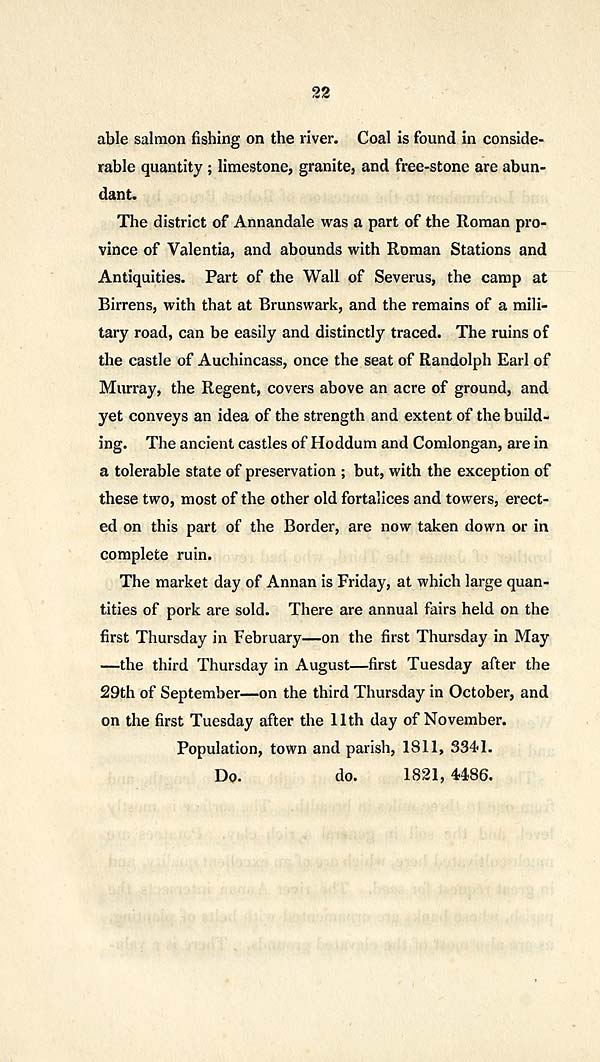 22
able salmon fishing on the river. Coal is found in conside-
rable quantity ; limestone, granite, and free-stone are abun-
dant.
The district of Annandale was a part of the Roman pro-
vince of Valentia, and abounds with Roman Stations and
Antiquities. Part of the Wall of Severus, the camp at
Birrens, with that at Brunswark, and the remains of a mili-
tary road, can be easily and distinctly traced. The ruins of
the castle of Auchincass, once the seat of Randolph Earl of
Murray, the Regent, covers above an acre of ground, and
yet conveys an idea of the strength and extent of the build-
ing. The ancient castles of Hoddum and Comlongan, are in
a tolerable state of preservation ; but, with the exception of
these two, most of the other old fortalices and towers, erect-
ed on this part of the Border, are now taken down or in
complete ruin.
The market day of Annan is Friday, at which large quan-
tities of pork are sold. There are annual fairs held on the
first Thursday in February—on the first Thursday in May
—the third Thursday in August—first Tuesday after the
29th of September—on the third Thursday in October, and
on the first Tuesday after the 11th day of November.
Population, town and parish, 1811, 3341.
Do. do. 1821, 4486.